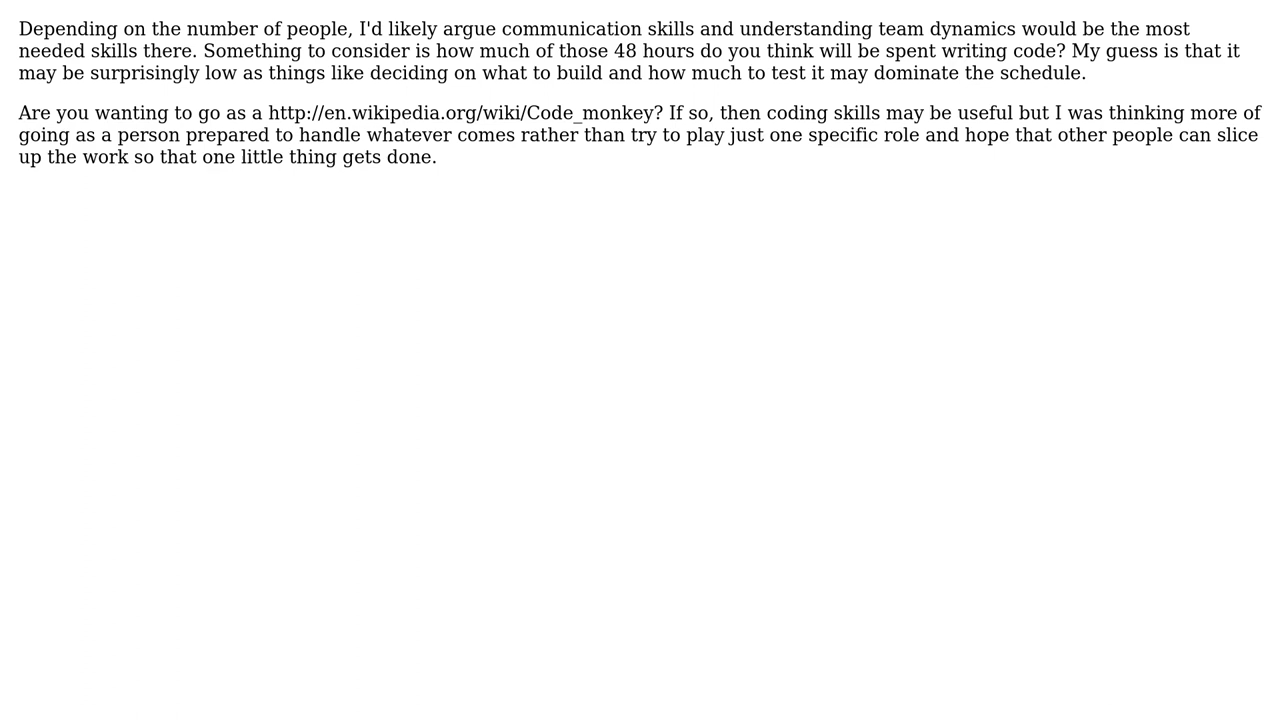 Depending on the number of people, I'd likely argue communication skills and understanding team dynamics would be the most
needed skills there. Something to consider is how much of those 48 hours do you think will be spent writing code? My guess is that it
may be surprisingly low as things like deciding on what to build and how much to test it may dominate the schedule.
Are you wanting to go as a http://en.wikipedia.org/wiki/Code_monkey? If so, then coding skills may be useful but I was thinking more of
going as a person prepared to handle whatever comes rather than try to play just one specific role and hope that other people can slice
up the work so that one little thing gets done.